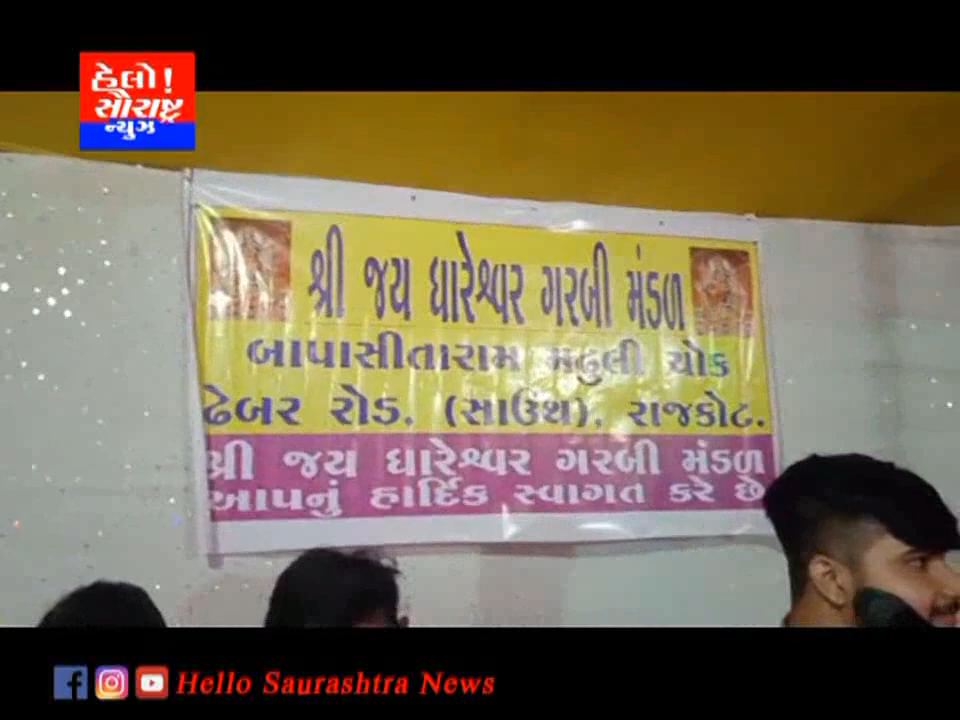 હેલો!
સૌરાષ્ટ્ર
ન્યુઝ
શ્રી જય ધારેશ્વર ગરબી મંડળ
બાપાસીતારામ મઢુલી ચોક
ઢેબર રોડ, (સાઉથ), રાજકોટ.
શ્રી જય ધારેશ્વર ગરબી મંડળ
આપનું હાર્દિક સ્વાગત કરે છે
Hello Saurashtra News